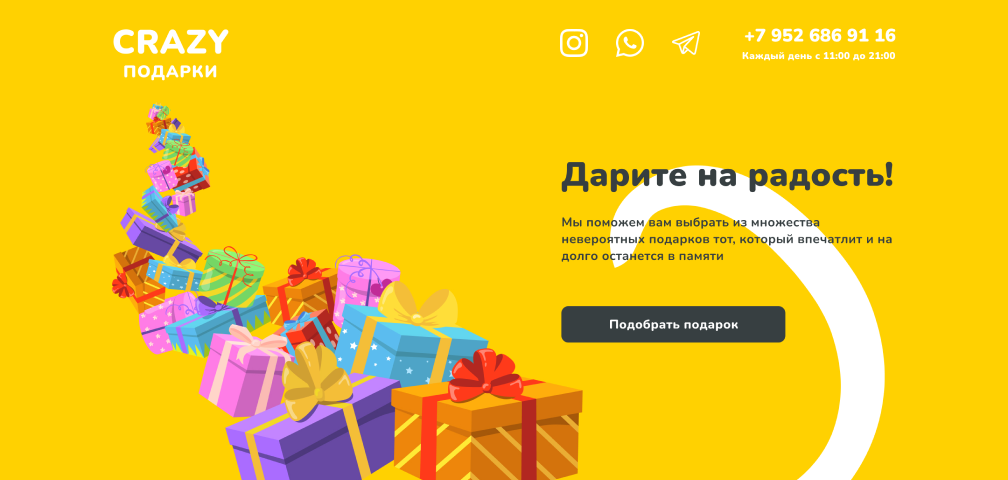 CRAZY
ПОДАРКИ
+7 952 686 91 16
Каждый день с 11:00 до 21:00
Дарите на радость!
Мы поможем вам выбрать из множества
невероятных подарков тот, который впечатлит и на
долго останется в памяти
Подобрать подарок